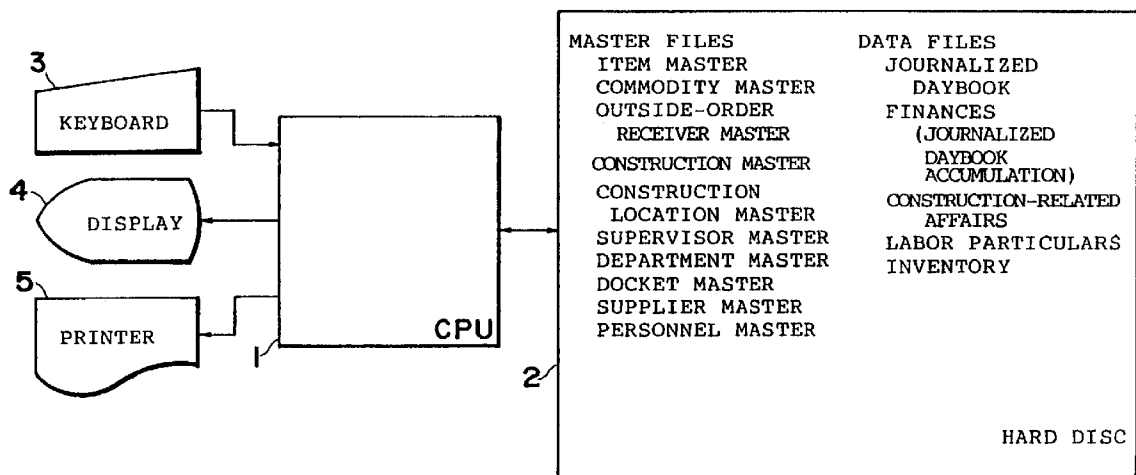 3
KEYBOARD
4
DISPLAY
5
PRINTER
CPU
1
2
MASTER FILES
ITEM MASTER
COMMODITY MASTER
OUTSIDE-ORDER
RECEIVER MASTER
CONSTRUCTION MASTER
CONSTRUCTION
LOCATION MASTER
SUPERVISOR MASTER
DEPARTMENT MASTER
DOCKET MASTER
SUPPLIER MASTER
PERSONNEL MASTER
DATA FILES
JOURNALIZED
DAYBOOK
FINANCES
(JOURNALIZED
DAYBOOK
ACCUMULATION)
CONSTRUCTION-RELATED
AFFAIRS
LABOR PARTICULARS
INVENTORY
HARD DISC